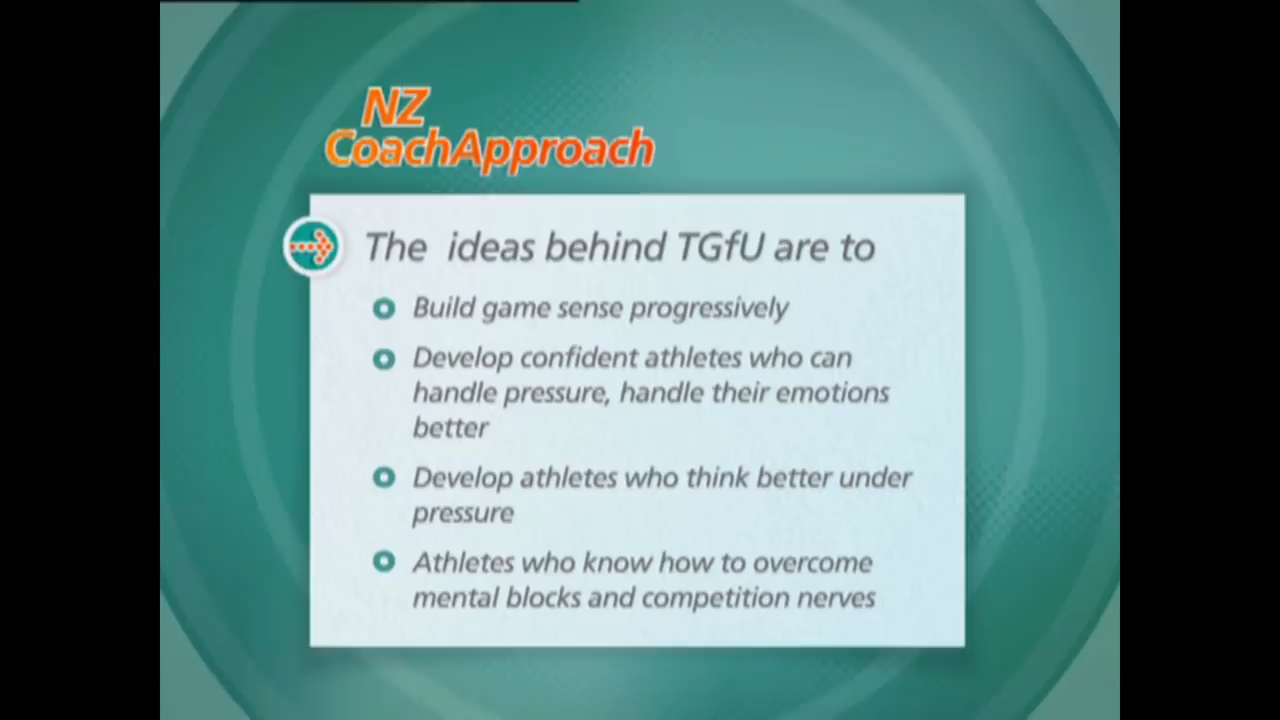 NZ
CoachApproach
The ideas behind TGfU are to
Build game sense progressively
Develop confident athletes who can
handle pressure, handle their emotions
better
Develop athletes who think better under
pressure
Athletes who know how to overcome
mental blocks and competition nerves